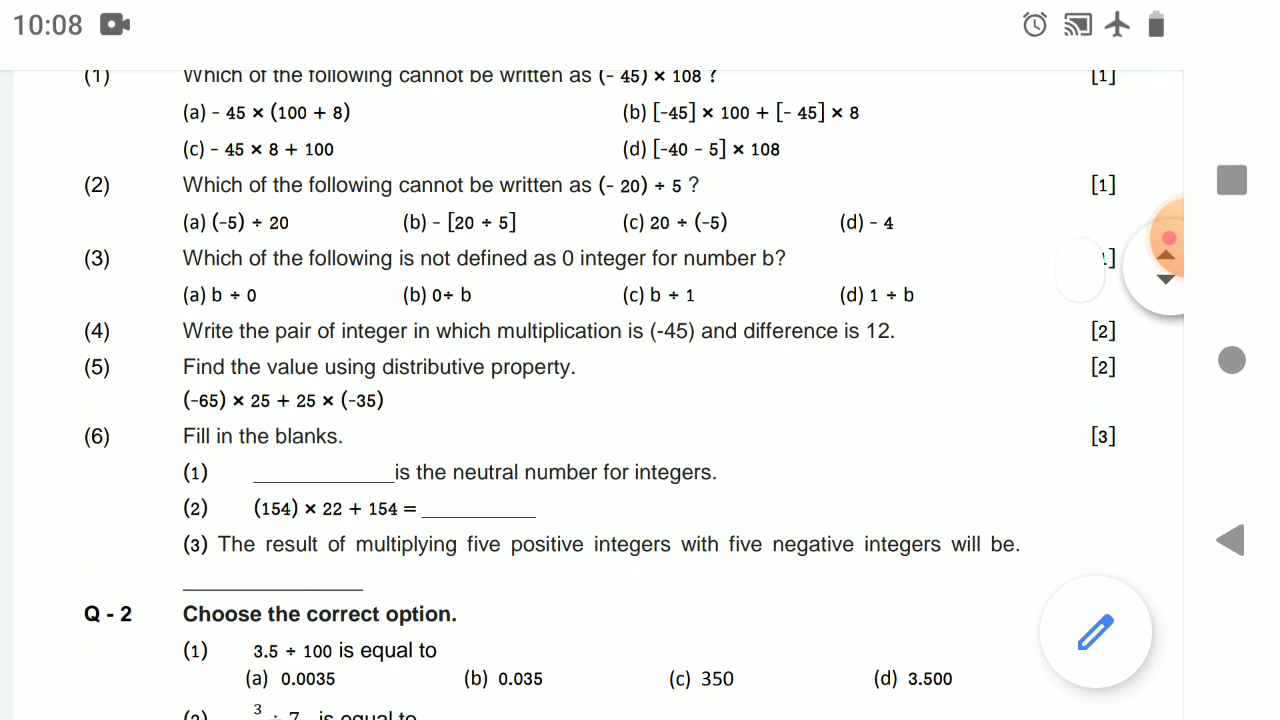 10:08
(1) Which of the following cannot be written as (- 45) × 108 ? [1]
(a) - 45 × (100 + 8) (b) [-45] × 100 + [- 45] × 8
(c) - 45 × 8 + 100 (d) [-40 - 5] × 108
(2) Which of the following cannot be written as (- 20) ÷ 5 ? [1]
(a) (-5) ÷ 20 (b) - [20 ÷ 5] (c) 20 ÷ (-5) (d) - 4
(3) Which of the following is not defined as 0 integer for number b?
(a) b ÷ 0 (b) 0÷ b (c) b ÷ 1 (d) 1 ÷ b
(4) Write the pair of integer in which multiplication is (-45) and difference is 12. [2]
(5) Find the value using distributive property. [2]
(-65) × 25 + 25 × (-35)
(6) Fill in the blanks. [3]
(1) ____________is the neutral number for integers.
(2) (154) × 22 + 154 = __________
(3) The result of multiplying five positive integers with five negative integers will be.
________________
Q - 2 Choose the correct option.
(1) 3.5 ÷ 100 is equal to
(a) 0.0035 (b) 0.035 (c) 350 (d) 3.500
(2) 3 ÷ 7 is equal to